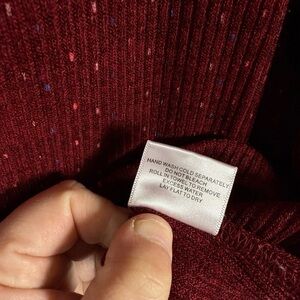 HAND WASH COLD SEPARATELY
DO NOT BLEACH
ROLL IN TOWEL TO REMOVE
EXCESS WATER
LAY FLAT TO DRY